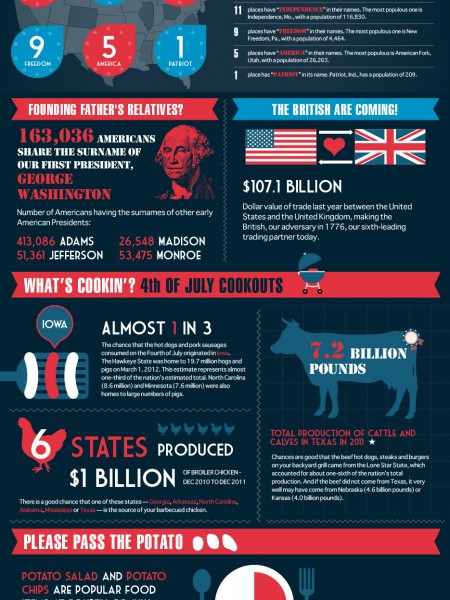 11 places have "INDEPENDENCE" in their names. The most populous one is
Independence, Mo., with a population of 116,830.
9 places have "FREEDOM" in their names. The most populous one is New
Freedom, Pa., with a population of 4,464.
5 places have "AMERICA" in their names. The most populous is American Fork,
Utah, with a population of 26,263.
1 place has "PATRIOT" in its name. Patriot, Ind., has a population of 209.
9
FREEDOM
5
AMERICA
1
PATRIOT
FOUNDING FATHER'S RELATIVES?
163,036 AMERICANS
SHARE THE SURNAME OF
OUR FIRST PRESIDENT,
GEORGE
WASHINGTON
Number of Americans having the surnames of other early
American Presidents:
413,086 ADAMS
26,548 MADISON
51,361 JEFFERSON
53,475 MONROE
THE BRITISH ARE COMING!
$107.1 BILLION
Dollar value of trade last year between the United
States and the United Kingdom, making the
British, our adversary in 1776, our sixth-leading
trading partner today.
WHAT'S COOKIN'? 4th OF JULY COOKOUTS
IOWA
ALMOST 1 IN 3
The chance that the hot dogs and pork sausages
consumed on the Fourth of July originated in Iowa.
The Hawkeye State was home to 19.7 million hogs and
pigs on March 1, 2012. This estimate represents almost
one-third of the nation's estimated total. North Carolina
(8.6 million) and Minnesota (7.6 million) were also
homes to large numbers of pigs.
6 STATES PRODUCED
$1 BILLION
OF BROILER CHICKEN-
DEC 2010 TO DEC 2011
There is a good chance that one of these states — Georgia, Arkansas, North Carolina,
Alabama, Mississippi or Texas — is the source of your barbecued chicken.
7.2 BILLION
POUNDS
TOTAL PRODUCTION OF CATTLE AND
CALVES IN TEXAS IN 2011 ★
Chances are good that the beef hot dogs, steaks and burgers
on your backyard grill came from the Lone Star State, which
accounted for about one-sixth of the nation's total
production. And if the beef did not come from Texas, it very
well may have come from Nebraska (4.6 billion pounds) or
Kansas (4.0 billion pounds).
PLEASE PASS THE POTATO
POTATO SALAD AND POTATO
CHIPS ARE POPULAR FOOD